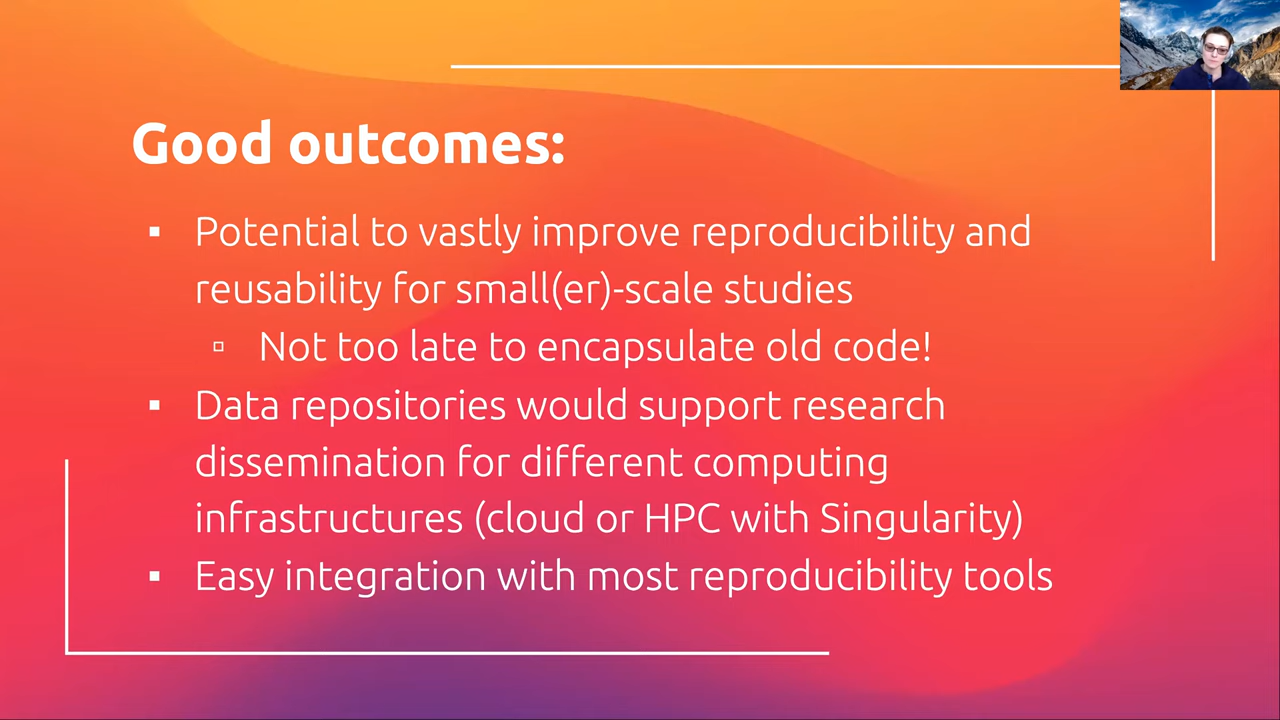 Good outcomes:
▪ Potential to vastly improve reproducibility and
reusability for small(er)-scale studies
▫ Not too late to encapsulate old code!
▪ Data repositories would support research
dissemination for different computing
infrastructures (cloud or HPC with Singularity)
▪ Easy integration with most reproducibility tools